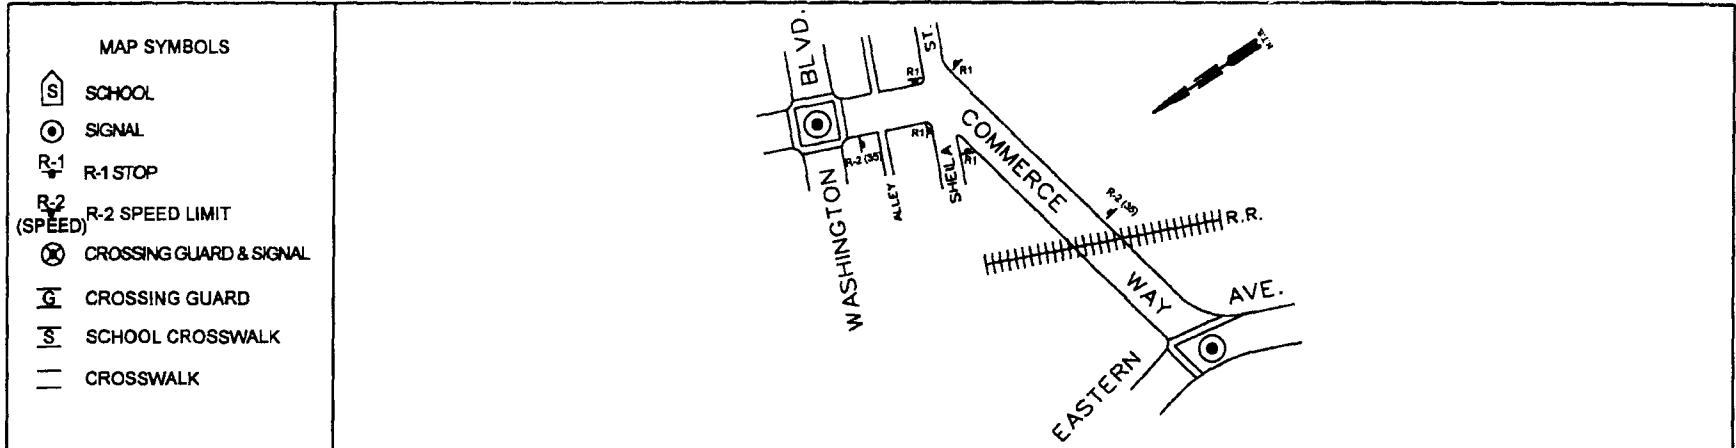 MAP SYMBOLS
S SCHOOL
SIGNAL
R-1
R-1 STOP
R-2
(SPEED)
R-2 SPEED LIMIT
CROSSING GUARD & SIGNAL
G CROSSING GUARD
S SCHOOL CROSSWALK
CROSSWALK
WASHINGTON BLVD.
R-2 (35)
ALLEY
SHEILA ST.
R1
R1
R1
R1
COMMERCE WAY
R-2 (35)
R.R.
EASTERN AVE.
N.T.S.